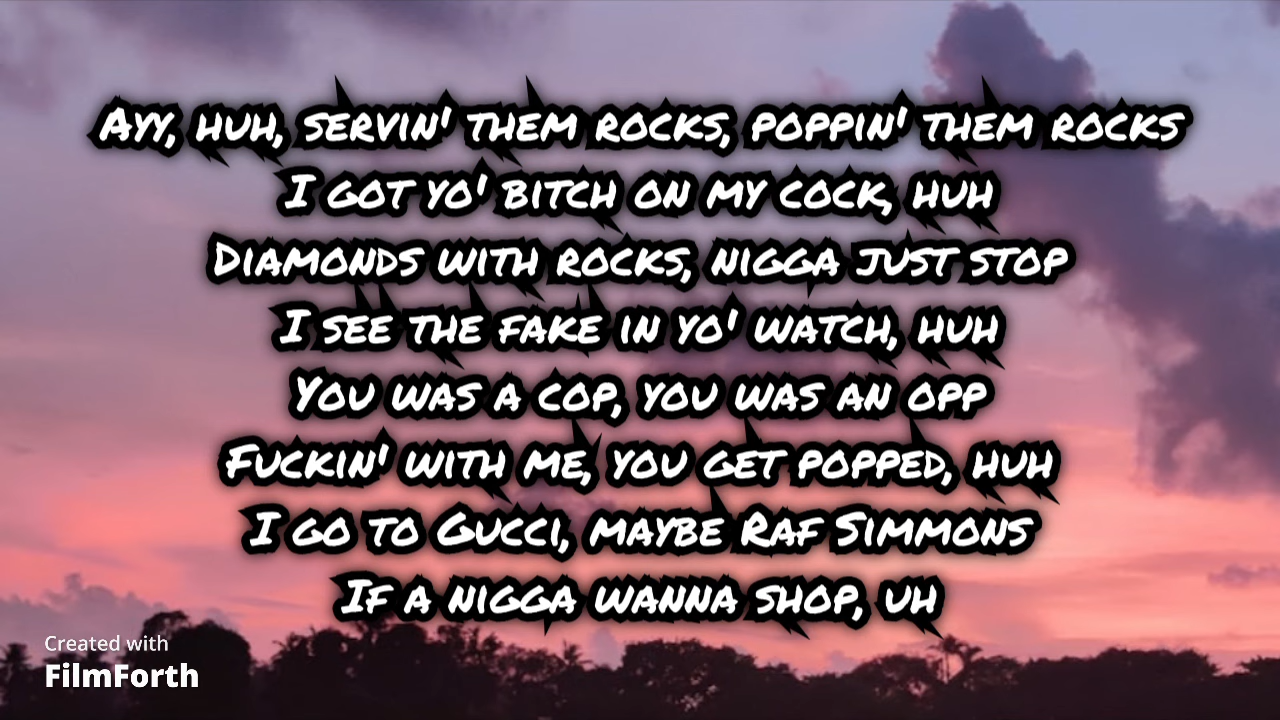 Ayy, huh, servin' them rocks, poppin' them rocks
I got yo' bitch on my cock, huh
Diamonds with rocks, nigga just stop
I see the fake in yo' watch, huh
You was a cop, you was an opp
Fuckin' with me, you get popped, huh
I go to Gucci, maybe Raf Simmons
If a nigga wanna shop, uh
Created with
FilmForth